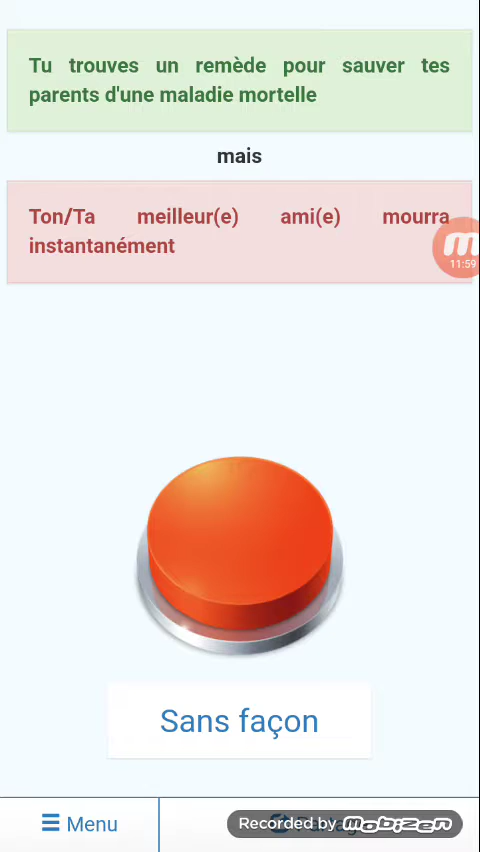 Tu trouves un remède pour sauver tes
parents d'une maladie mortelle
mais
Ton/Ta meilleur(e) ami(e) mourra
instantanément
11:59
Sans façon
Menu
Recorded by mobizen